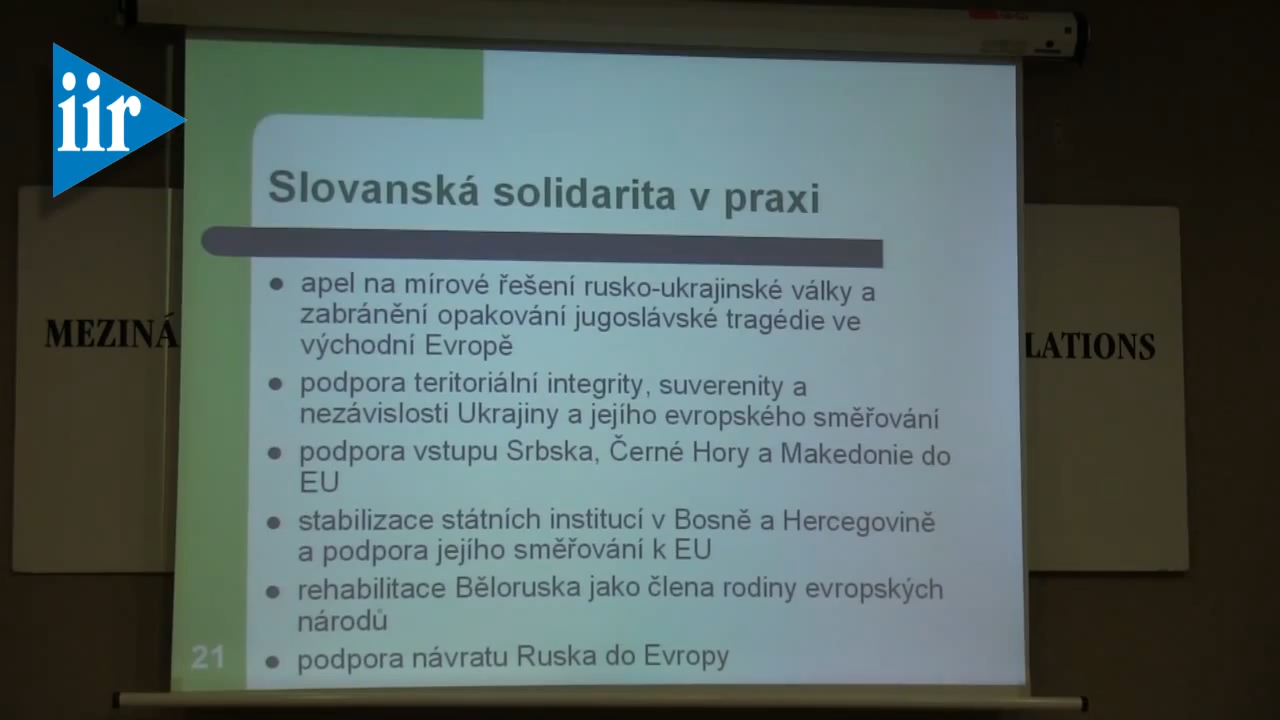 iir
Slovanská solidarita v praxi
apel na mírové řešení rusko-ukrajinské války a
zabránění opakování jugoslávské tragédie ve
východní Evropě
podpora teritoriální integrity, suverenity a
nezávislosti Ukrajiny a jejího evropského směřování
podpora vstupu Srbska, Černé Hory a Makedonie do
EU
stabilizace státních institucí v Bosně a Hercegovině
a podpora jejího směřování k EU
rehabilitace Běloruska jako člena rodiny evropských
národů
podpora návratu Ruska do Evropy
21
MEZINÁ
LATIONS